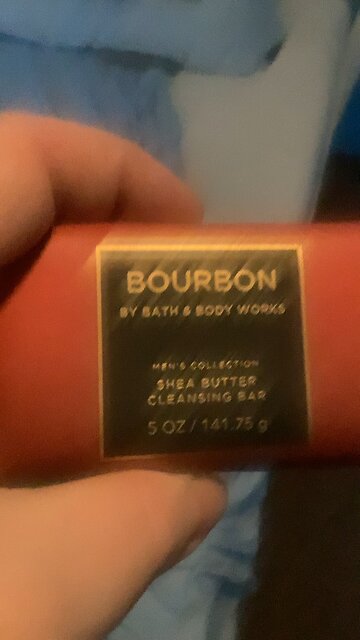 BOURBON
BY BATH & BODY WORKS
MEN'S COLLECTION
SHEA BUTTER
CLEANSING BAR
5 OZ / 141.75 g